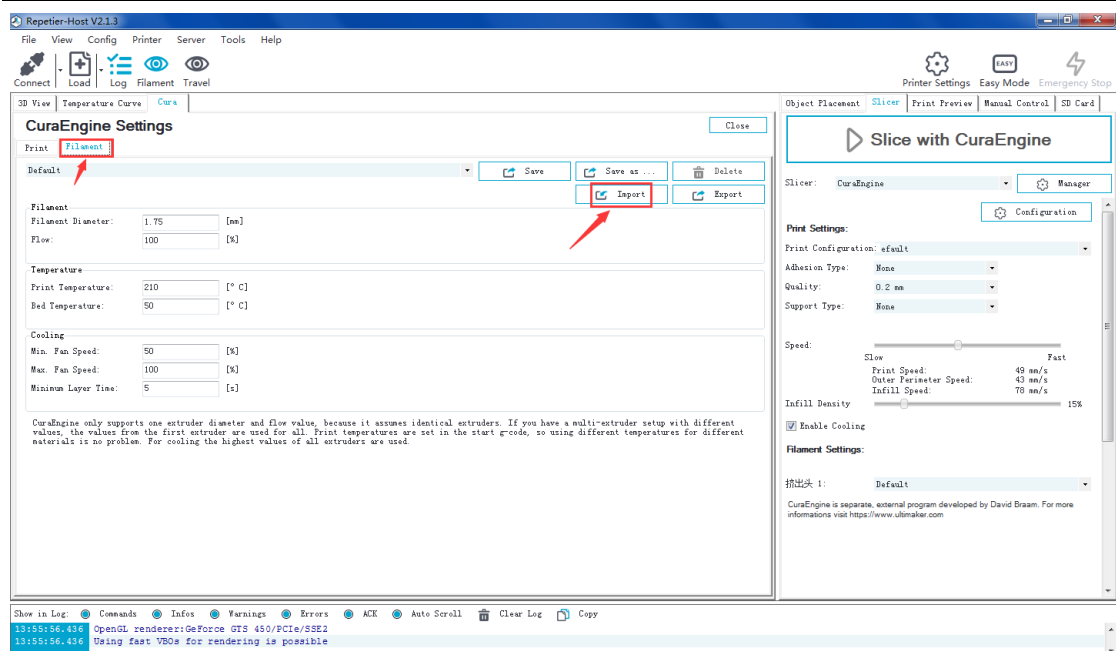 Repetier-Host V2.1.3
File View Config Printer Server Tools Help
Connect Load Log Filament Travel
Printer Settings EASY Easy Mode Emergency Stop
3D View Temperature Curve Cura
Object Placement Slicer Print Preview Manual Control SD Card
CuraEngine Settings
Close
Print Filament
Default
Save Save as .... Delete
Import Export
Filament
Filament Diameter: 1.75 [mm]
Flow: 100 [%]
Temperature
Print Temperature: 210 [° C]
Bed Temperature: 50 [° C]
Cooling
Min. Fan Speed: 50 [%]
Max. Fan Speed: 100 [%]
Minimum Layer Time: 5 [s]
CuraEngine only supports one extruder diameter and flow value, because it assumes identical extruders. If you have a multi-extruder setup with different
values, the values from the first extruder are used for all. Print temperatures are set in the start g-code, so using different temperatures for different
materials is no problem. For cooling the highest values of all extruders are used.
Slice with CuraEngine
Slicer: CuraEngine Manager
Configuration
Print Settings:
Print Configuration: efault
Adhesion Type: None
Quality: 0.2 mm
Support Type: None
Speed:
Slow Fast
Print Speed: 49 mm/s
Outer Perimeter Speed: 43 mm/s
Infill Speed: 78 mm/s
Infill Density 15%
Enable Cooling
Filament Settings:
挤出头 1: Default
CuraEngine is separate, external program developed by David Braam. For more
informations visit https://www.ultimaker.com
Show in Log: Commands Infos Warnings Errors ACK Auto Scroll Clear Log Copy
13:55:56.436 OpenGL renderer:GeForce GTS 450/PCIe/SSE2
13:55:56.436 Using fast VBOs for rendering is possible